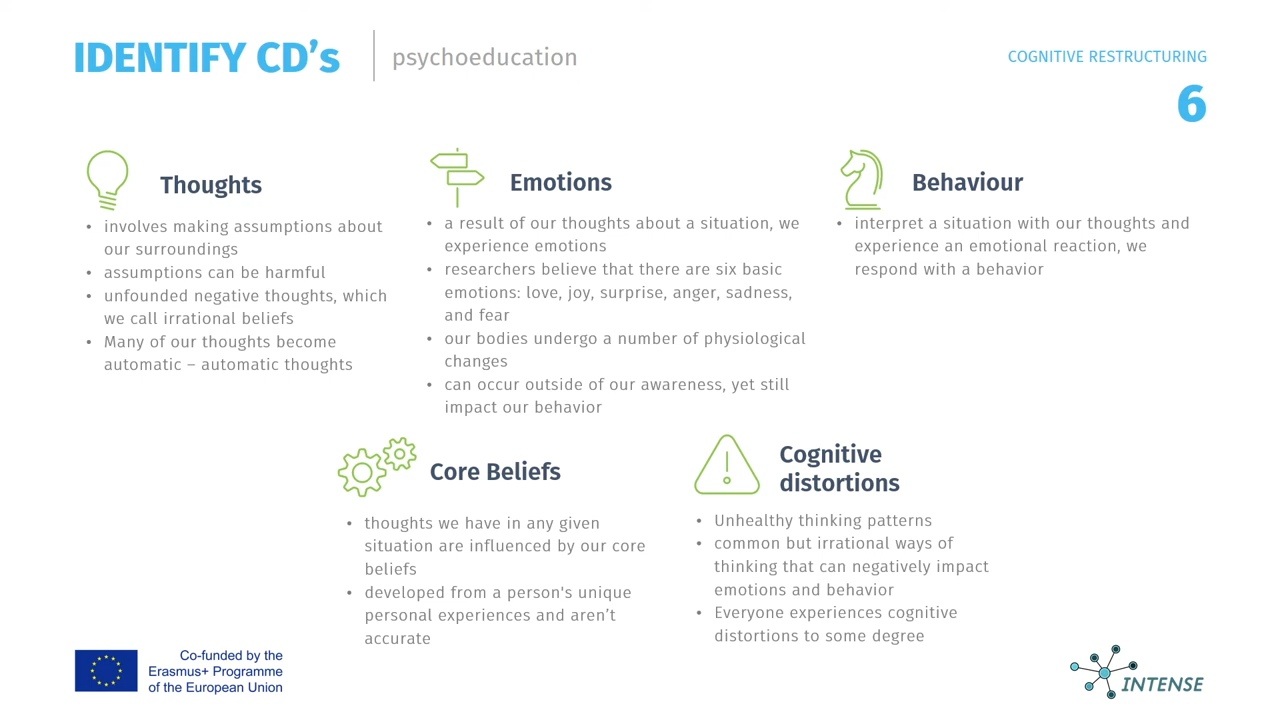 IDENTIFY CD’s
psychoeducation
COGNITIVE RESTRUCTURING
6
Thoughts
• involves making assumptions about
our surroundings
• assumptions can be harmful
• unfounded negative thoughts, which
we call irrational beliefs
• Many of our thoughts become
automatic – automatic thoughts
Emotions
• a result of our thoughts about a situation, we
experience emotions
• researchers believe that there are six basic
emotions: love, joy, surprise, anger, sadness,
and fear
• our bodies undergo a number of physiological
changes
• can occur outside of our awareness, yet still
impact our behavior
Behaviour
• interpret a situation with our thoughts and
experience an emotional reaction, we
respond with a behavior
Core Beliefs
• thoughts we have in any given
situation are influenced by our core
beliefs
• developed from a person's unique
personal experiences and aren’t
accurate
Cognitive
distortions
• Unhealthy thinking patterns
• common but irrational ways of
thinking that can negatively impact
emotions and behavior
• Everyone experiences cognitive
distortions to some degree
Co-funded by the
Erasmus+ Programme
of the European Union
INTENSE